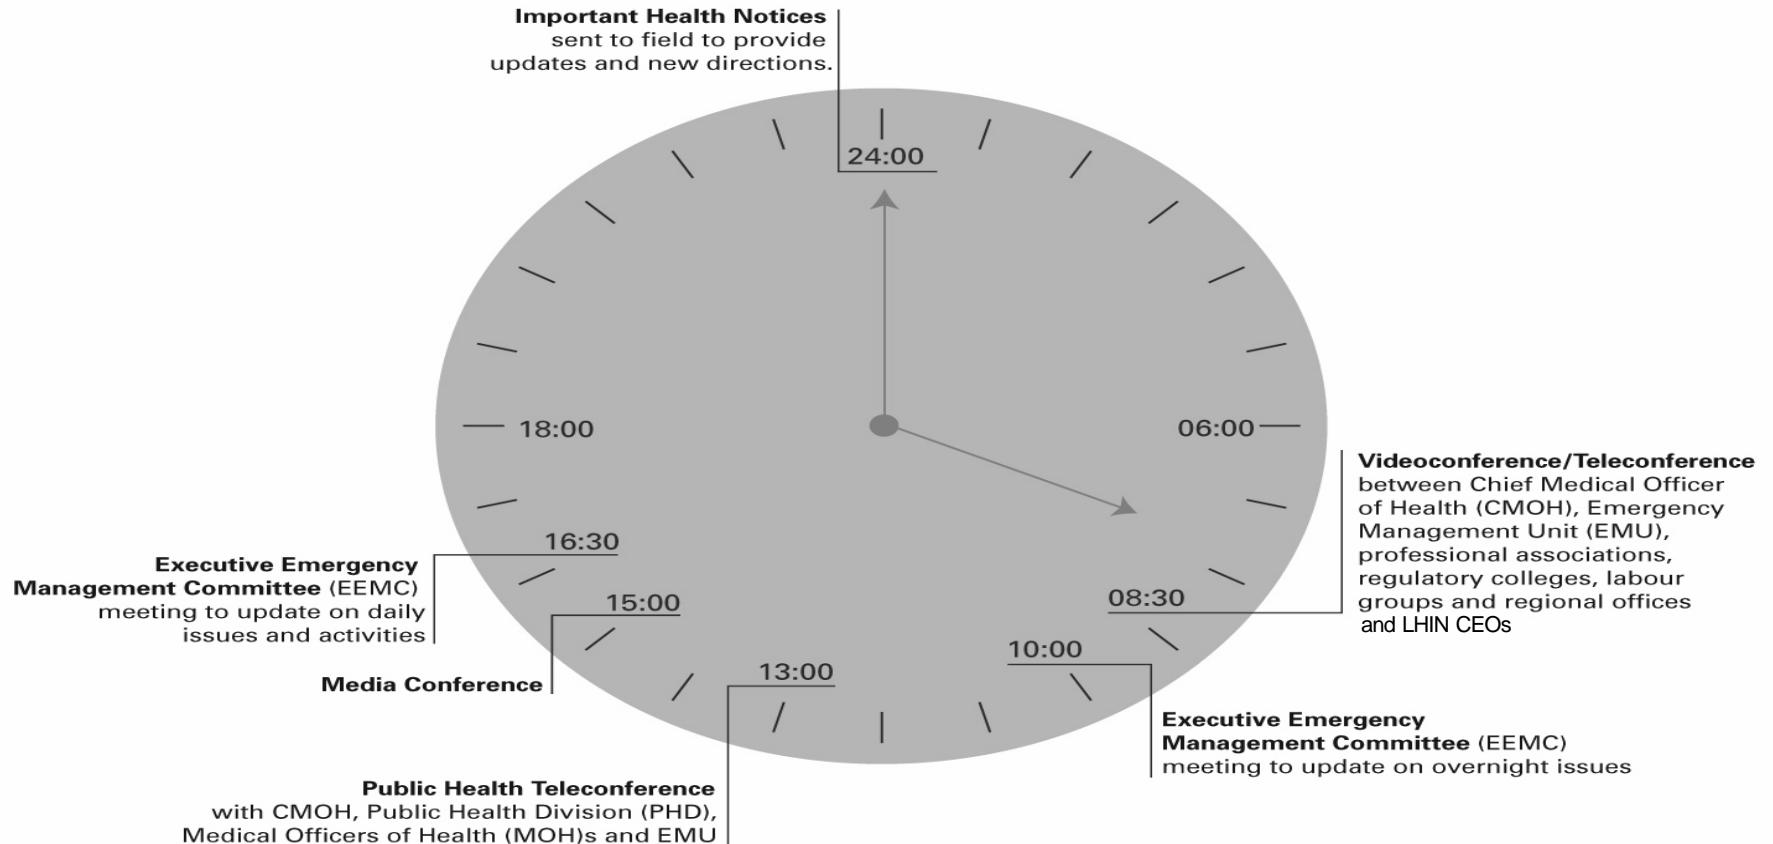 Important Health Notices
sent to field to provide
updates and new directions.
24:00
18:00
06:00
Videoconference/Teleconference
between Chief Medical Officer
of Health (CMOH), Emergency
Management Unit (EMU),
professional associations,
regulatory colleges, labour
groups and regional offices
and LHIN CEOs
08:30
10:00
Executive Emergency
Management Committee (EEMC)
meeting to update on overnight issues
13:00
Public Health Teleconference
with CMOH, Public Health Division (PHD),
Medical Officers of Health (MOH)s and EMU
15:00
Media Conference
16:30
Executive Emergency
Management Committee (EEMC)
meeting to update on daily
issues and activities